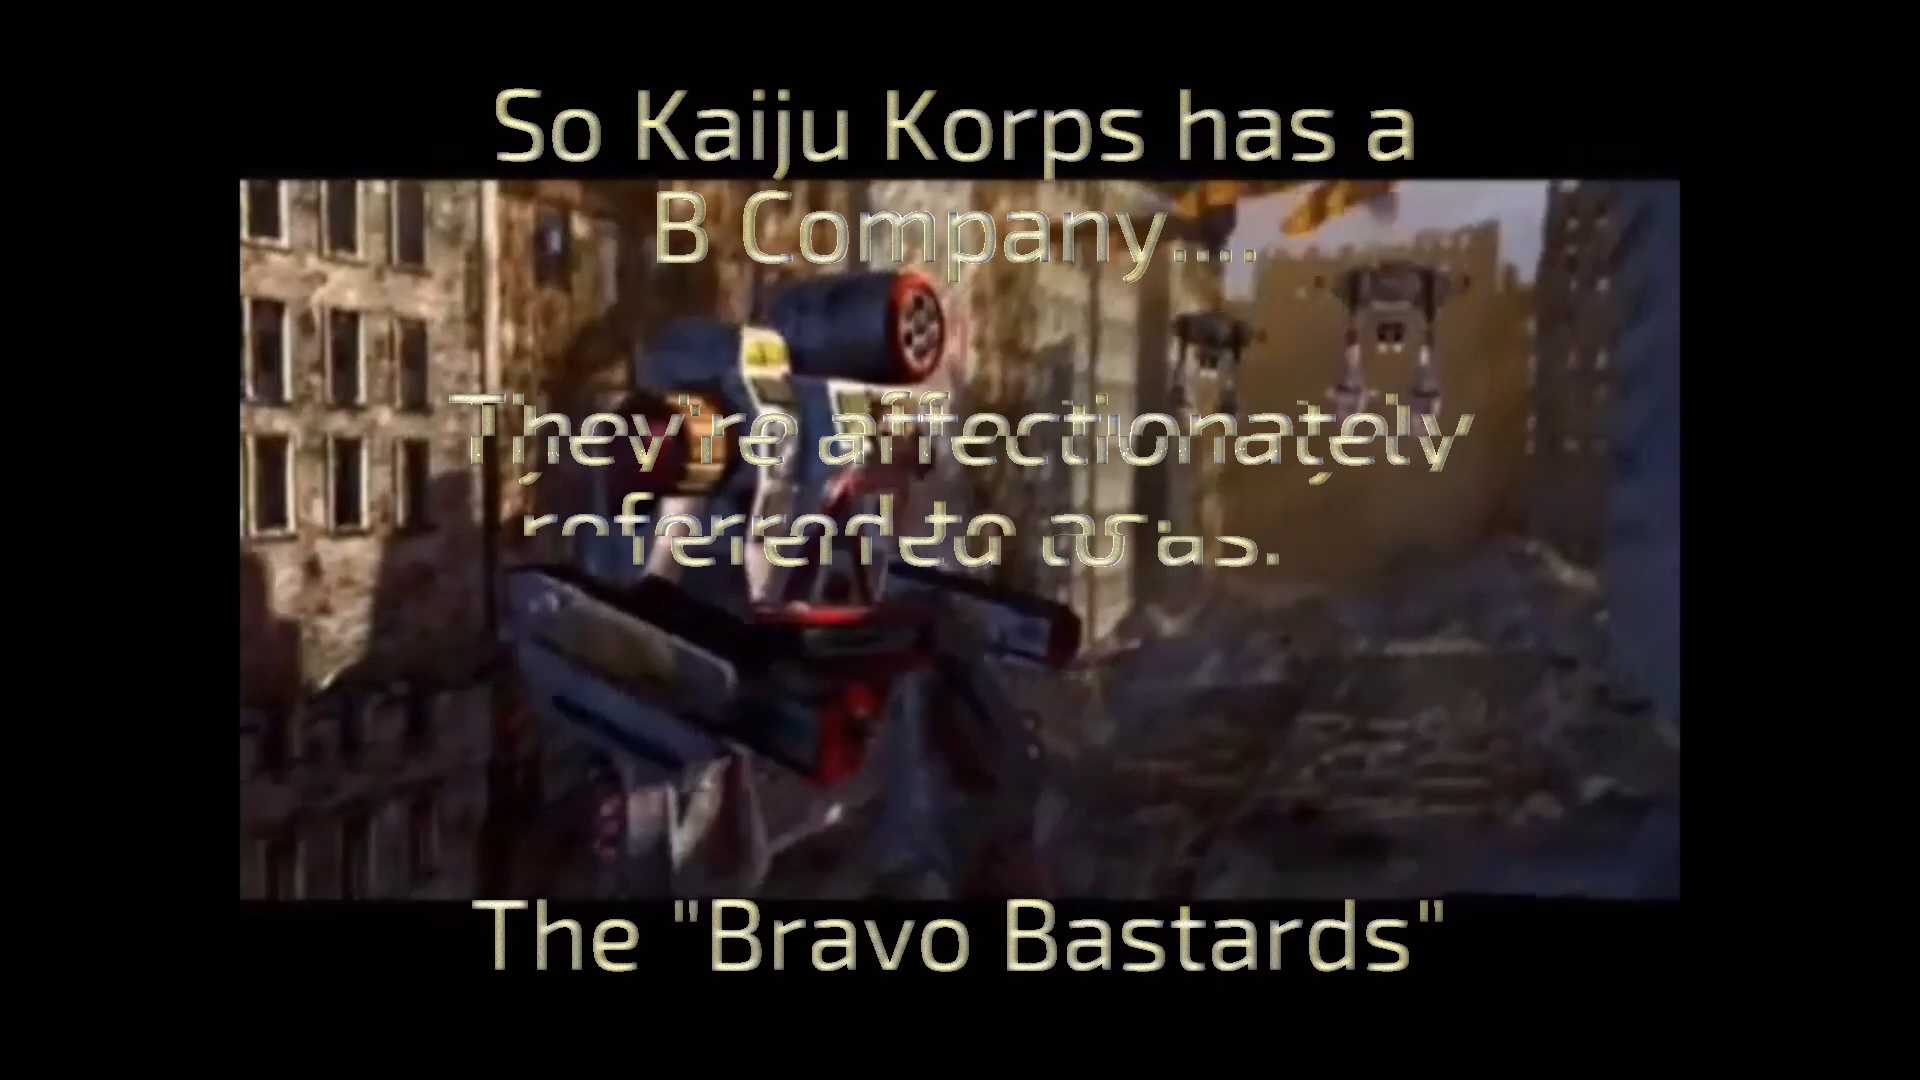 So Kaiju Korps has a
B Company....
They're affectionately
referred to as.
The "Bravo Bastards"